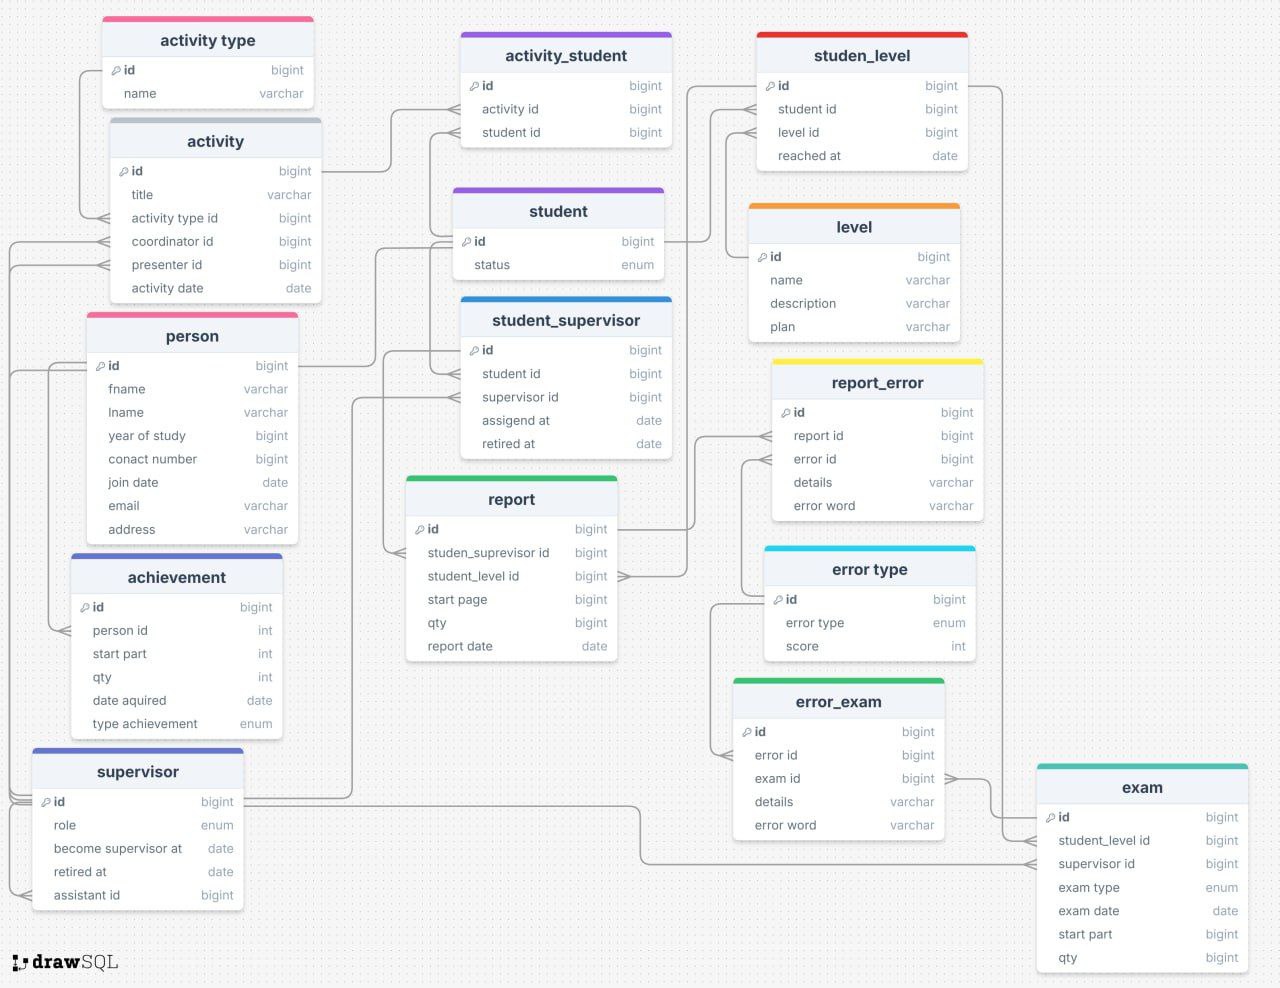 activity type
id bigint
name varchar
activity
id bigint
title varchar
activity type id bigint
coordinator id bigint
presenter id bigint
activity date date
person
id bigint
fname varchar
lname varchar
year of study bigint
conact number bigint
join date date
email varchar
address varchar
achievement
id bigint
person id int
start part int
qty int
date aquired date
type achievement enum
supervisor
id bigint
role enum
become supervisor at date
retired at date
assistant id bigint
activity_student
id bigint
activity id bigint
student id bigint
student
id bigint
status enum
student_supervisor
id bigint
student id bigint
supervisor id bigint
assigend at date
retired at date
report
id bigint
studen_suprevisor id bigint
student_level id bigint
start page bigint
qty bigint
report date date
studen_level
id bigint
student id bigint
level id bigint
reached at date
level
id bigint
name varchar
description varchar
plan varchar
report_error
id bigint
report id bigint
error id bigint
details varchar
error word varchar
error type
id bigint
error type enum
score int
error_exam
id bigint
error id bigint
exam id bigint
details varchar
error word varchar
exam
id bigint
student_level id bigint
supervisor id bigint
exam type enum
exam date date
start part bigint
qty bigint
drawSQL